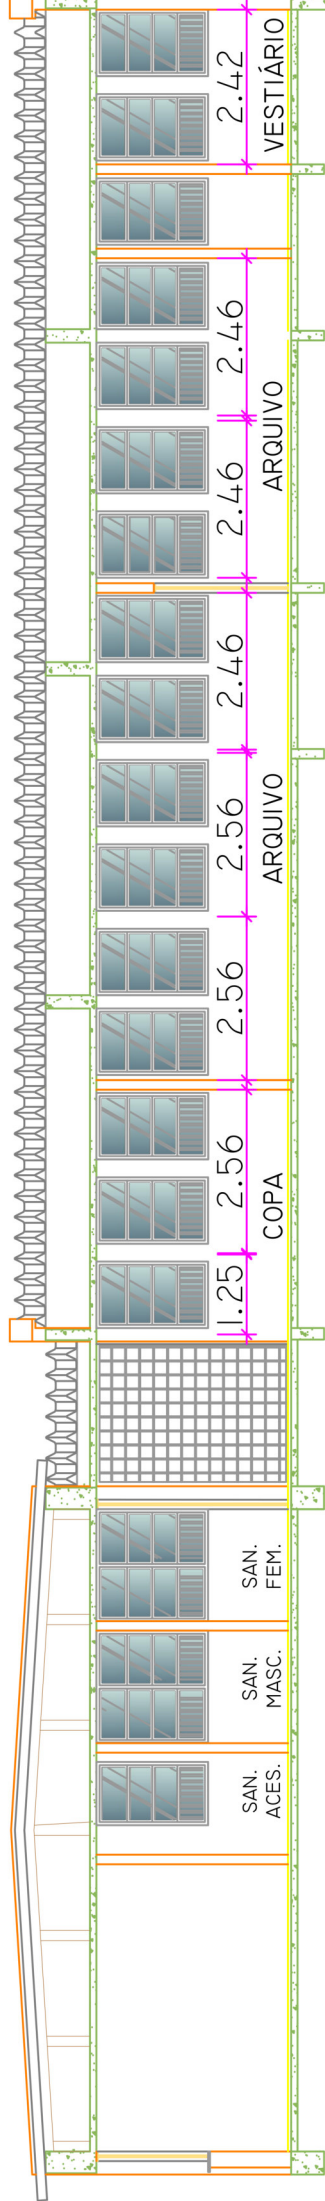 SAN.
ACES.
SAN.
MASC.
SAN.
FEM.
1.25
2.56
COPA
2.56
2.56
2.46
ARQUIVO
2.46
2.46
ARQUIVO
2.42
VESTIÁRIO